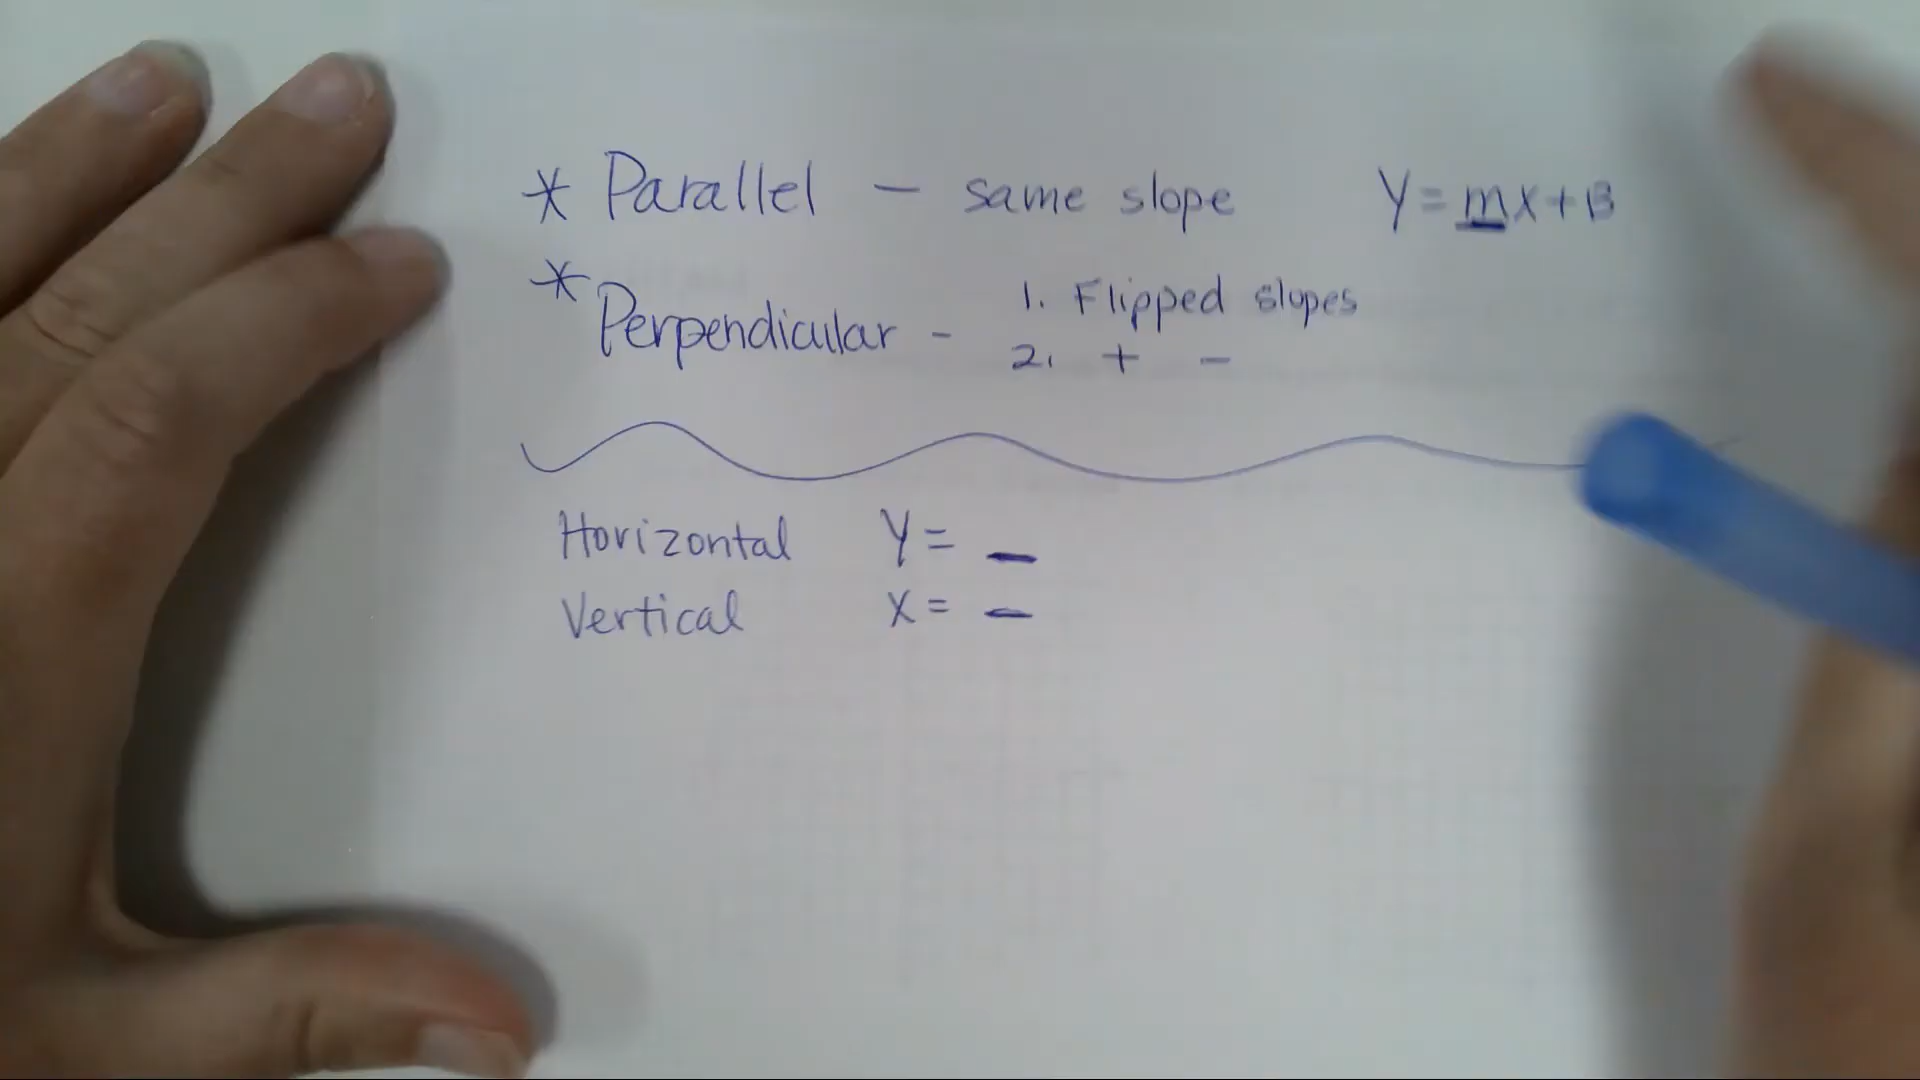 * Parallel — same slope Y = mx + B
* Perpendicular - 1. Flipped slopes
2. + -
Horizontal Y = _
Vertical X = _